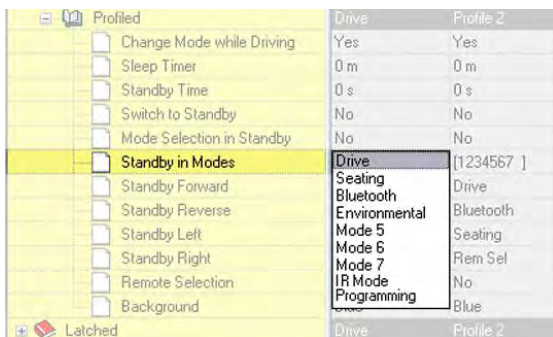 Profiled Drive Profile 2
Change Mode while Driving Yes Yes
Sleep Timer 0 m 0 m
Standby Time 0 s 0 s
Switch to Standby No No
Mode Selection in Standby No No
Standby in Modes Drive [1234567 ]
Seating
Standby Forward Drive
Bluetooth
Standby Reverse Environmental Bluetooth
Mode 5
Standby Left Seating
Mode 6
Standby Right Mode 7 Rem Sel
Remote Selection IR Mode No
Programming
Background Blue Blue
Latched Drive Profile 2